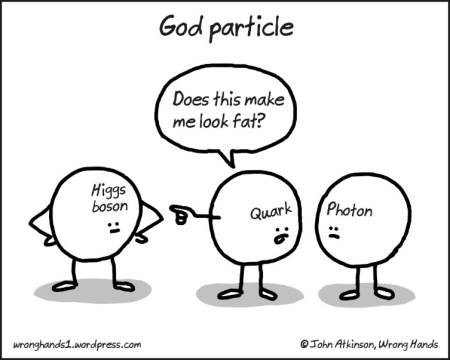 God particle
Does this make
me look fat?
Higgs
boson
Quark
Photon
wronghands1.wordpress.com
© John Atkinson, Wrong Hands